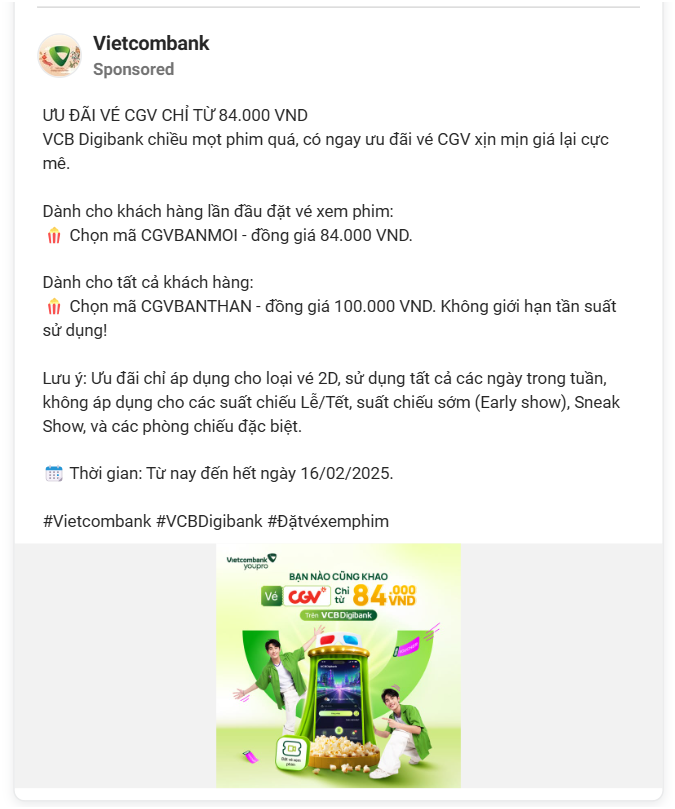 Vietcombank
Sponsored
ƯU ĐÃI VÉ CGV CHỈ TỪ 84.000 VND
VCB Digibank chiều mọt phim quá, có ngay ưu đãi vé CGV xịn mịn giá lại cực
mê.
Dành cho khách hàng lần đầu đặt vé xem phim:
🍿 Chọn mã CGVBANMOI - đồng giá 84.000 VND.
Dành cho tất cả khách hàng:
🍿 Chọn mã CGVBANTHAN - đồng giá 100.000 VND. Không giới hạn tần suất
sử dụng!
Lưu ý: Ưu đãi chỉ áp dụng cho loại vé 2D, sử dụng tất cả các ngày trong tuần,
không áp dụng cho các suất chiếu Lễ/Tết, suất chiếu sớm (Early show), Sneak
Show, và các phòng chiếu đặc biệt.
📅 Thời gian: Từ nay đến hết ngày 16/02/2025.
#Vietcombank #VCBDigibank #Đặtvéxemphim
Vietcombank
youpro
BẠN NÀO CŨNG KHAO
Vé CGV Chỉ từ 84.000 VND
Trên VCBDigibank
Đặt vé xem
phim